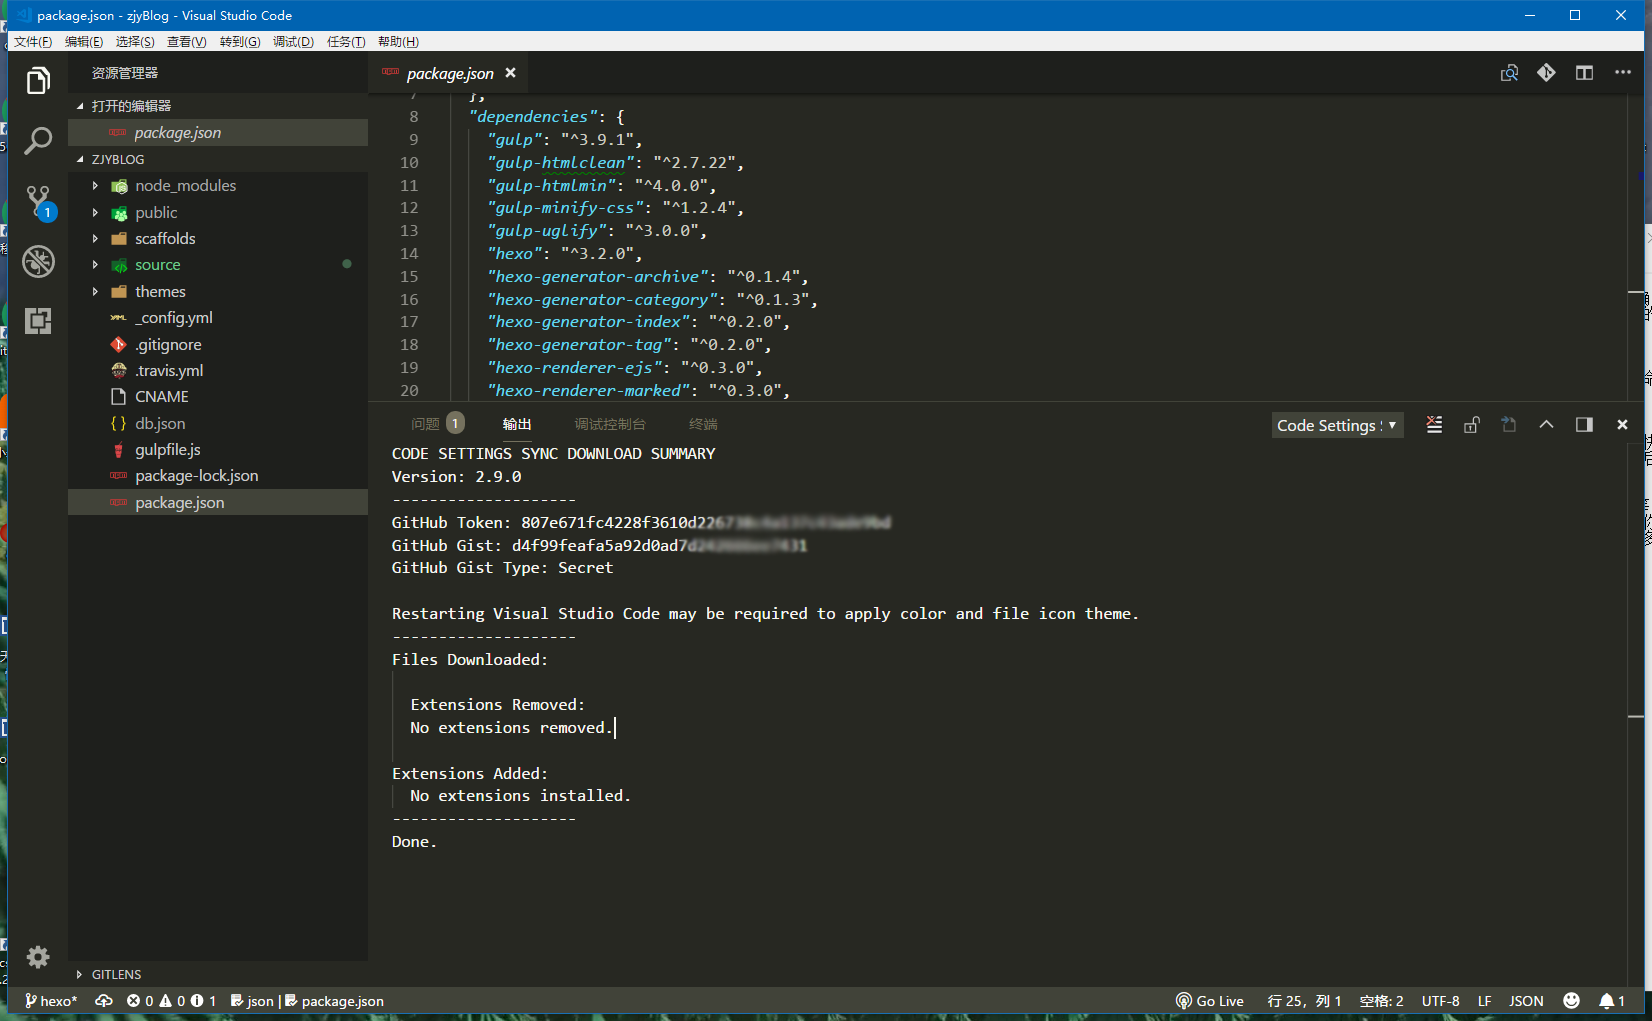 package.json - zjyBlog - Visual Studio Code
文件(F) 编辑(E) 选择(S) 查看(V) 转到(G) 调试(D) 任务(T) 帮助(H)
资源管理器
打开的编辑器
package.json
ZJYBLOG
node_modules
public
scaffolds
source
themes
_config.yml
.gitignore
.travis.yml
CNAME
db.json
gulpfile.js
package-lock.json
package.json
GITLENS
1
package.json
7 },
8 "dependencies": {
9 "gulp": "^3.9.1",
10 "gulp-htmlclean": "^2.7.22",
11 "gulp-htmlmin": "^4.0.0",
12 "gulp-minify-css": "^1.2.4",
13 "gulp-uglify": "^3.0.0",
14 "hexo": "^3.2.0",
15 "hexo-generator-archive": "^0.1.4",
16 "hexo-generator-category": "^0.1.3",
17 "hexo-generator-index": "^0.2.0",
18 "hexo-generator-tag": "^0.2.0",
19 "hexo-renderer-ejs": "^0.3.0",
20 "hexo-renderer-marked": "^0.3.0",
问题 1 输出 调试控制台 终端 Code Settings
CODE SETTINGS SYNC DOWNLOAD SUMMARY
Version: 2.9.0
--------------------
GitHub Token: 807e671fc4228f3610d
GitHub Gist: d4f99feafa5a92d0ad7d
GitHub Gist Type: Secret
Restarting Visual Studio Code may be required to apply color and file icon theme.
--------------------
Files Downloaded:
Extensions Removed:
No extensions removed.
Extensions Added:
No extensions installed.
--------------------
Done.
hexo* 0 0 1 json | package.json Go Live 行 25，列 1 空格: 2 UTF-8 LF JSON 1